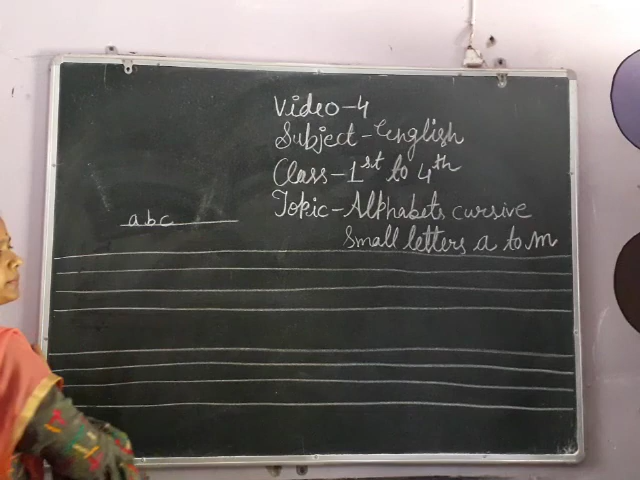 Video-4
Subject-English
Class-1st to 4th
Topic-Alphabets cursive
Small letters a to m
abc